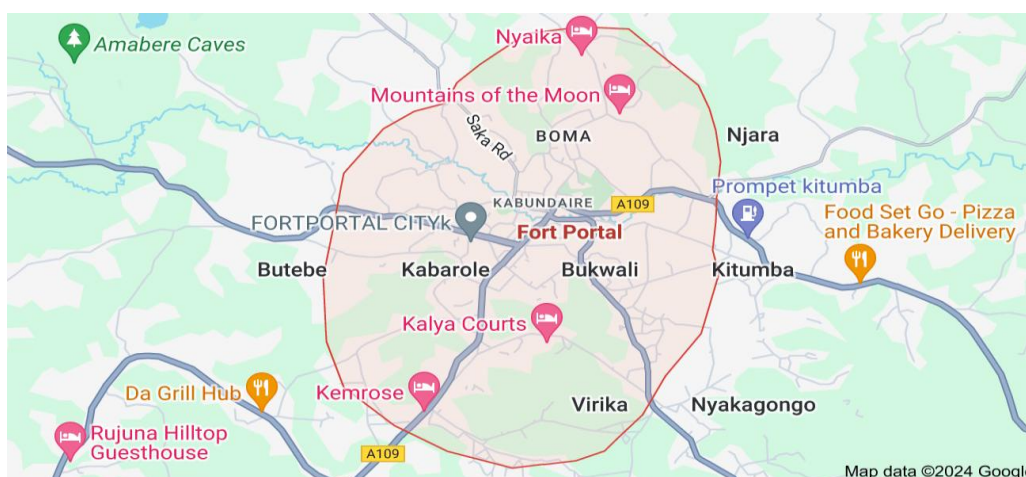 Amabere Caves
Nyaika
Mountains of the Moon
Saka Rd
BOMA
Njara
Prompet kitumba
KABUNDAIRE
A109
FORTPORTAL CITYk
Fort Portal
Food Set Go - Pizza
and Bakery Delivery
Butebe
Kabarole
Bukwali
Kitumba
Kalya Courts
Da Grill Hub
Kemrose
Virika
Nyakagongo
Rujuna Hilltop
Guesthouse
A109
Map data ©2024 Google